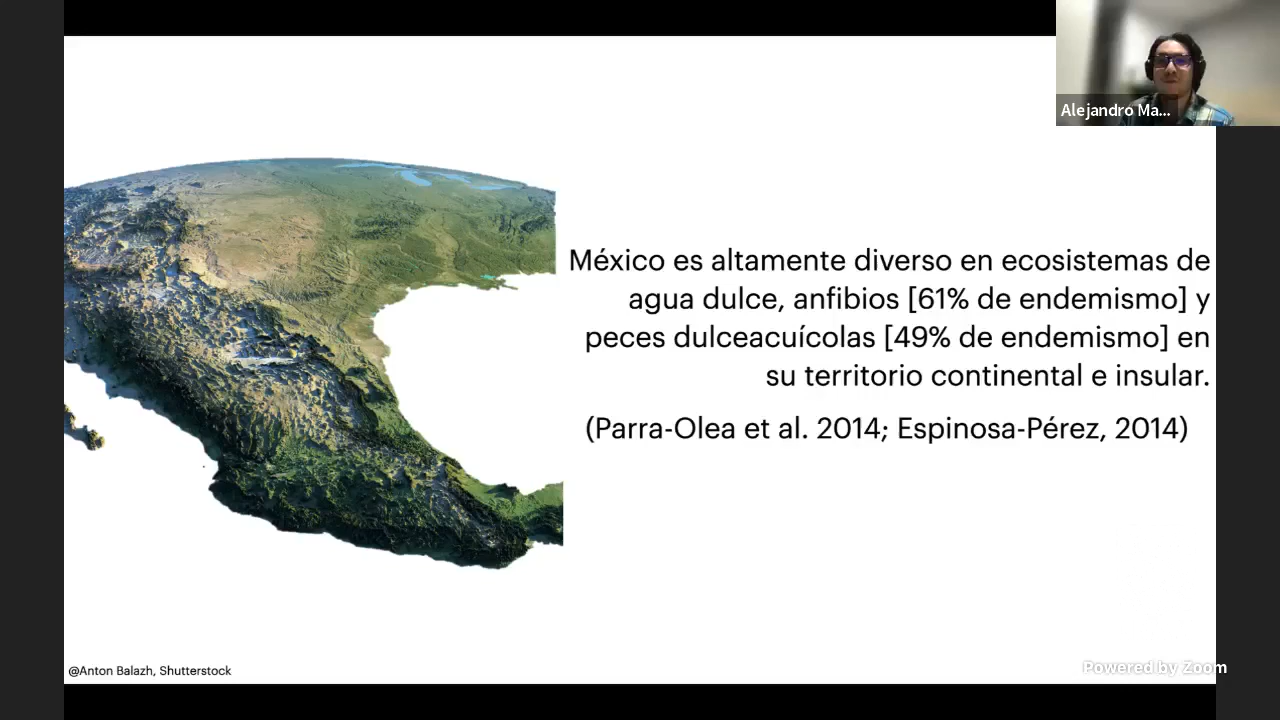 Alejandro Ma...
México es altamente diverso en ecosistemas de
agua dulce, anfibios [61% de endemismo] y
peces dulceacuícolas [49% de endemismo] en
su territorio continental e insular.
(Parra-Olea et al. 2014; Espinosa-Pérez, 2014)
@Anton Balazh, Shutterstock
Powered by Zoom